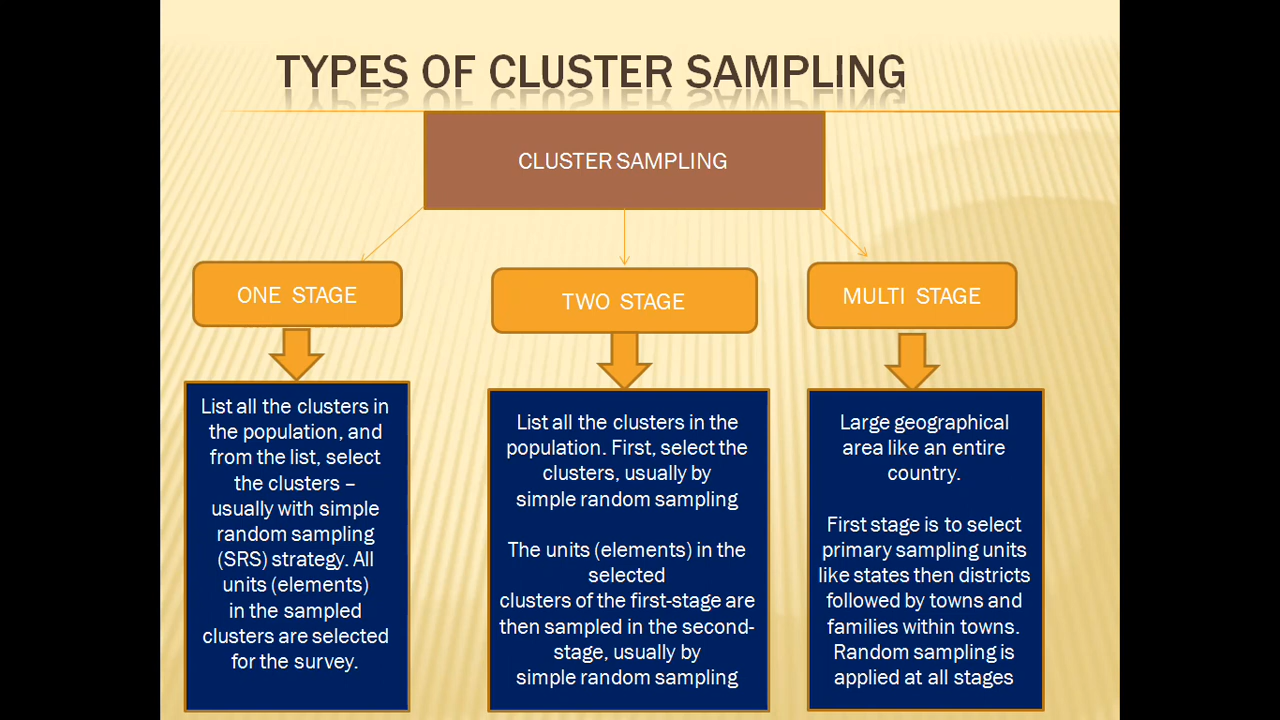 TYPES OF CLUSTER SAMPLING
CLUSTER SAMPLING
ONE STAGE
List all the clusters in
the population, and
from the list, select
the clusters –
usually with simple
random sampling
(SRS) strategy. All
units (elements)
in the sampled
clusters are selected
for the survey.
TWO STAGE
List all the clusters in the
population. First, select the
clusters, usually by
simple random sampling
The units (elements) in the
selected
clusters of the first-stage are
then sampled in the second-
stage, usually by
simple random sampling
MULTI STAGE
Large geographical
area like an entire
country.
First stage is to select
primary sampling units
like states then districts
followed by towns and
families within towns.
Random sampling is
applied at all stages